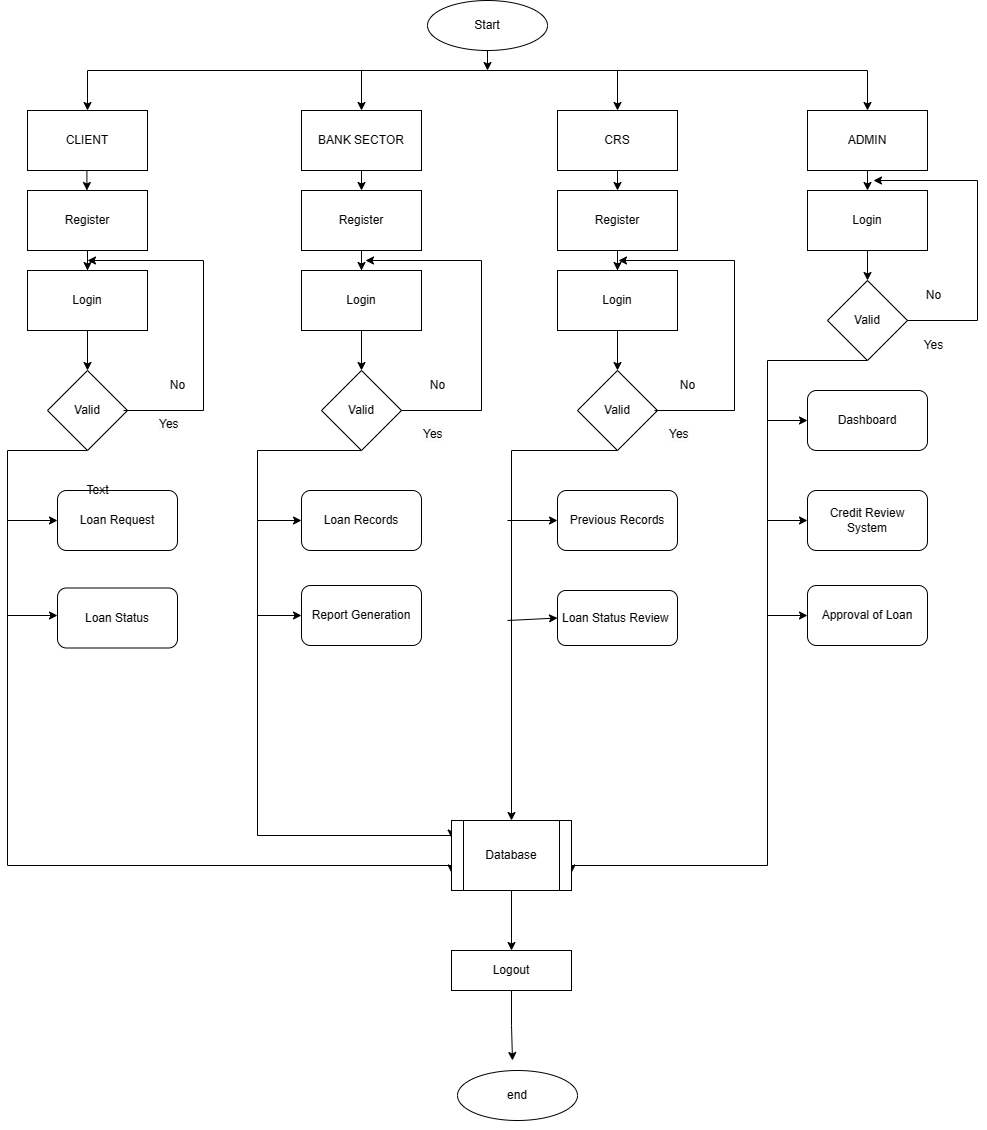 Start
CLIENT
BANK SECTOR
CRS
ADMIN
Register
Register
Register
Login
Login
Login
Login
Valid
No
Yes
Valid
No
Yes
Valid
No
Yes
Valid
No
Yes
Text
Loan Request
Loan Records
Previous Records
Dashboard
Credit Review
System
Loan Status
Report Generation
Loan Status Review
Approval of Loan
Database
Logout
end